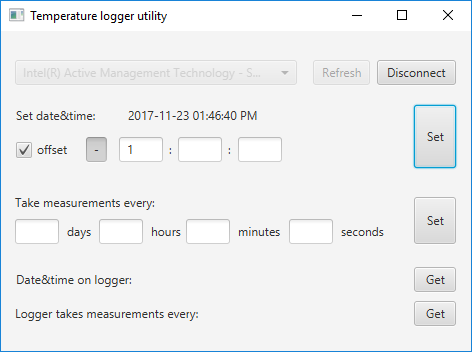 Temperature logger utility
Intel(R) Active Management Technology - S... Refresh Disconnect
Set date&time: 2017-11-23 01:46:40 PM
Set
offset - 1 : :
Take measurements every:
Set
days hours minutes seconds
Date&time on logger: Get
Logger takes measurements every: Get